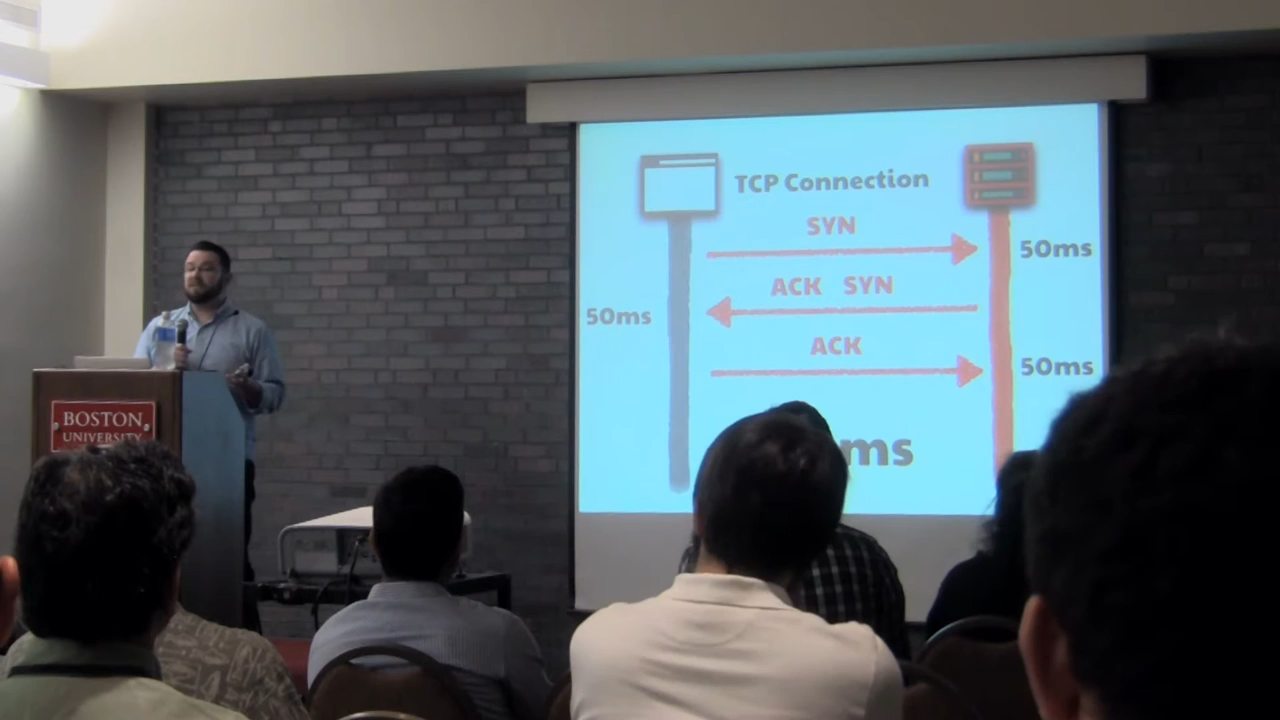 BOSTON
UNIVERSITY
TCP Connection
SYN
50ms
ACK SYN
50ms
ACK
50ms
ms